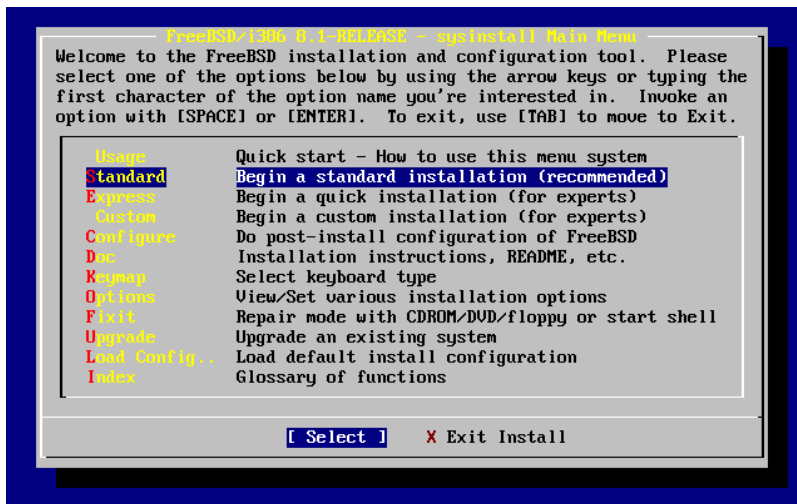 FreeBSD/i386 8.1-RELEASE - sysinstall Main Menu
Welcome to the FreeBSD installation and configuration tool.  Please
select one of the options below by using the arrow keys or typing the
first character of the option name you're interested in.  Invoke an
option with [SPACE] or [ENTER].  To exit, use [TAB] to move to Exit.
Usage Quick start - How to use this menu system
Standard Begin a standard installation (recommended)
Express Begin a quick installation (for experts)
Custom Begin a custom installation (for experts)
Configure Do post-install configuration of FreeBSD
Doc Installation instructions, README, etc.
Keymap Select keyboard type
Options View/Set various installation options
Fixit Repair mode with CDROM/DVD/floppy or start shell
Upgrade Upgrade an existing system
Load Config.. Load default install configuration
Index Glossary of functions
[ Select ] X Exit Install